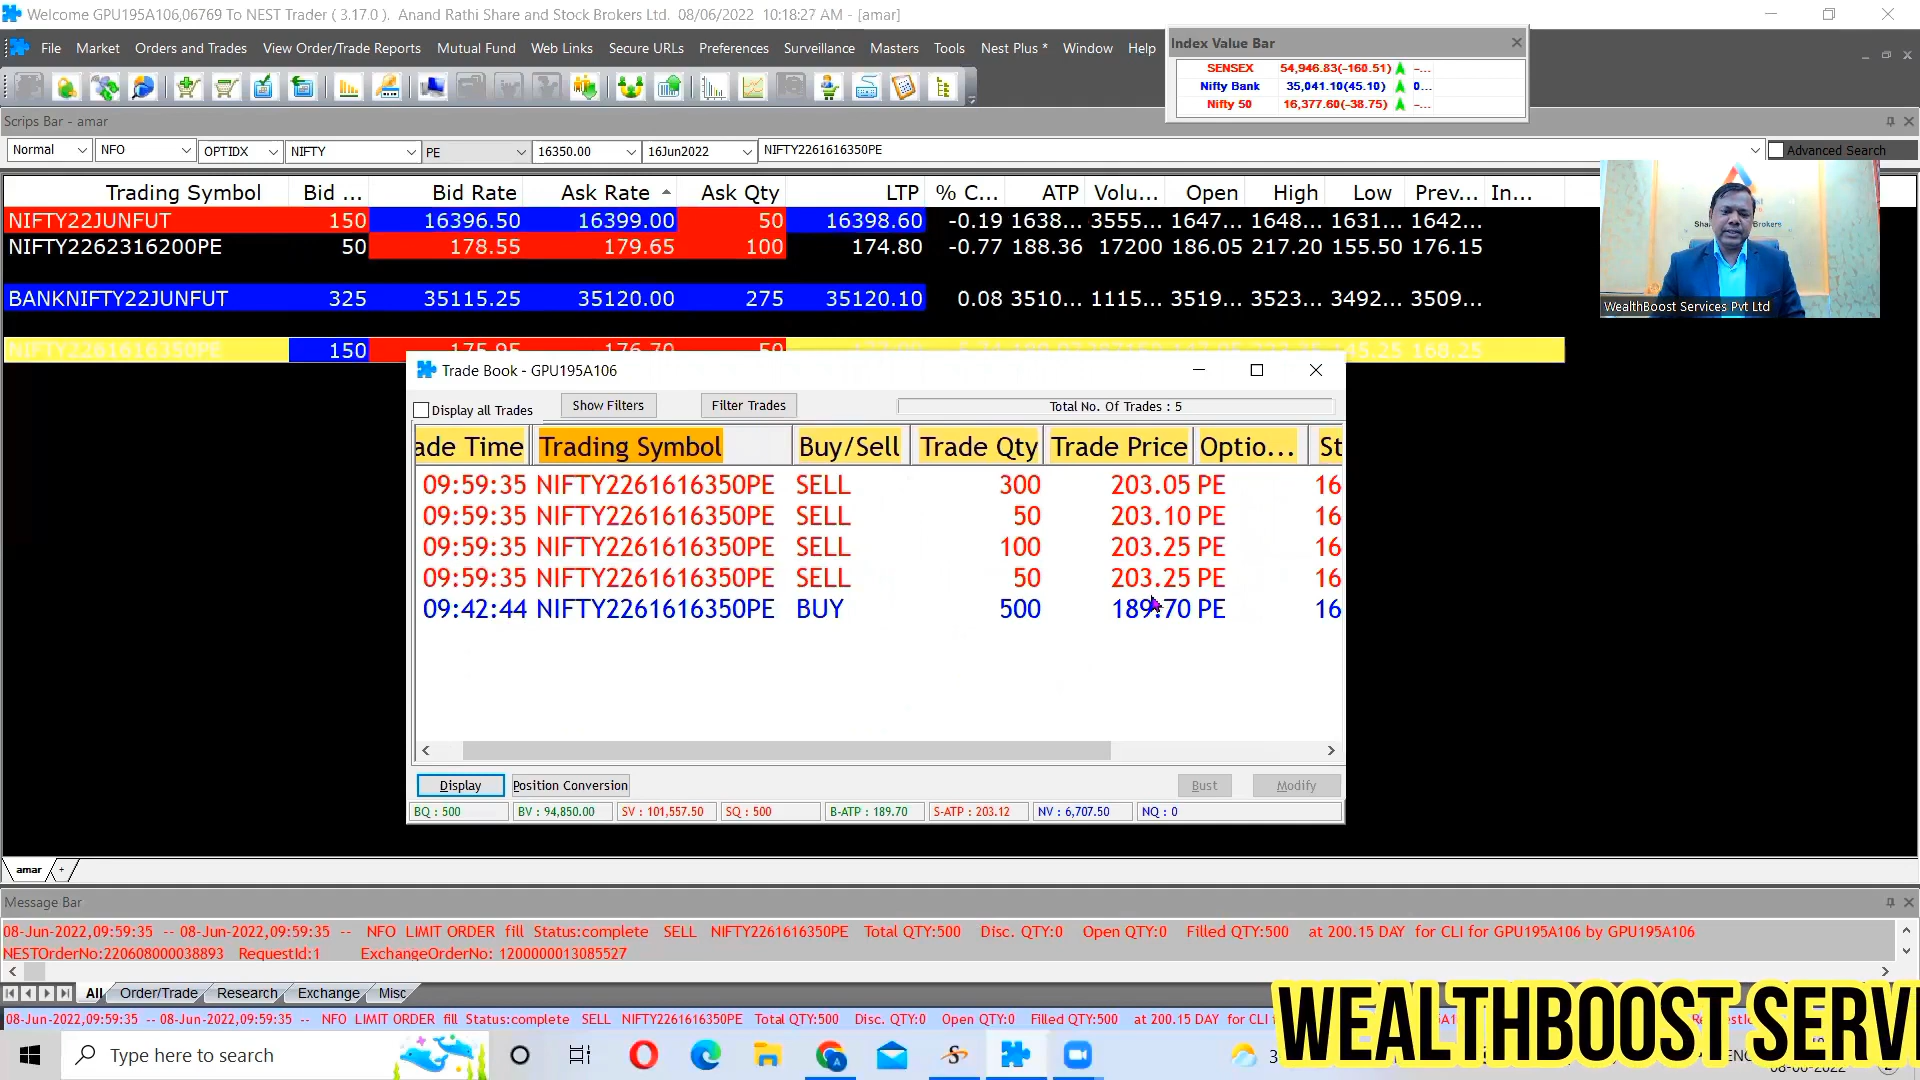 Welcome GPU195A106,06769 To NEST Trader ( 3.17.0 ). Anand Rathi Share and Stock Brokers Ltd. 08/06/2022 10:18:27 AM - [amar]
File Market Orders and Trades View Order/Trade Reports Mutual Fund Web Links Secure URLs Preferences Surveillance Masters Tools Nest Plus * Window Help
Index Value Bar
SENSEX 54,946.83(-160.51) -...
Nifty Bank 35,041.10(45.10) 0...
Nifty 50 16,377.60(-38.75) -...
Scrips Bar - amar
Normal NFO OPTIDX NIFTY PE 16350.00 16Jun2022 NIFTY2261616350PE Advanced Search
Trading Symbol Bid ... Bid Rate Ask Rate Ask Qty LTP % C... ATP Volu... Open High Low Prev... In...
NIFTY22JUNFUT 150 16396.50 16399.00 50 16398.60 -0.19 1638... 3555... 1647... 1648... 1631... 1642...
NIFTY2262316200PE 50 178.55 179.65 100 174.80 -0.77 188.36 17200 186.05 217.20 155.50 176.15
BANKNIFTY22JUNFUT 325 35115.25 35120.00 275 35120.10 0.08 3510... 1115... 3519... 3523... 3492... 3509...
NIFTY2261616350PE 150 175.95 176.70 50 168.25
WealthBoost Services Pvt Ltd
Trade Book - GPU195A106
Display all Trades Show Filters Filter Trades Total No. Of Trades : 5
ade Time Trading Symbol Buy/Sell Trade Qty Trade Price Optio... St
09:59:35 NIFTY2261616350PE SELL 300 203.05 PE 16
09:59:35 NIFTY2261616350PE SELL 50 203.10 PE 16
09:59:35 NIFTY2261616350PE SELL 100 203.25 PE 16
09:59:35 NIFTY2261616350PE SELL 50 203.25 PE 16
09:42:44 NIFTY2261616350PE BUY 500 189.70 PE 16
Display Position Conversion Bust Modify
BQ : 500 BV : 94,850.00 SV : 101,557.50 SQ : 500 B-ATP : 189.70 S-ATP : 203.12 NV : 6,707.50 NQ : 0
amar +
Message Bar
08-Jun-2022,09:59:35 -- 08-Jun-2022,09:59:35 -- NFO LIMIT ORDER fill Status:complete SELL NIFTY2261616350PE Total QTY:500 Disc. QTY:0 Open QTY:0 Filled QTY:500 at 200.15 DAY for CLI for GPU195A106 by GPU195A106
NESTOrderNo:220608000038893 RequestId:1 ExchangeOrderNo: 1200000013085527
All Order/Trade Research Exchange Misc
08-Jun-2022,09:59:35 -- 08-Jun-2022,09:59:35 -- NFO LIMIT ORDER fill Status:complete SELL NIFTY2261616350PE Total QTY:500 Disc. QTY:0 Open QTY:0 Filled QTY:500 at 200.15 DAY for CLI
WEALTHBOOST SERVI
Type here to search
08-06-2022